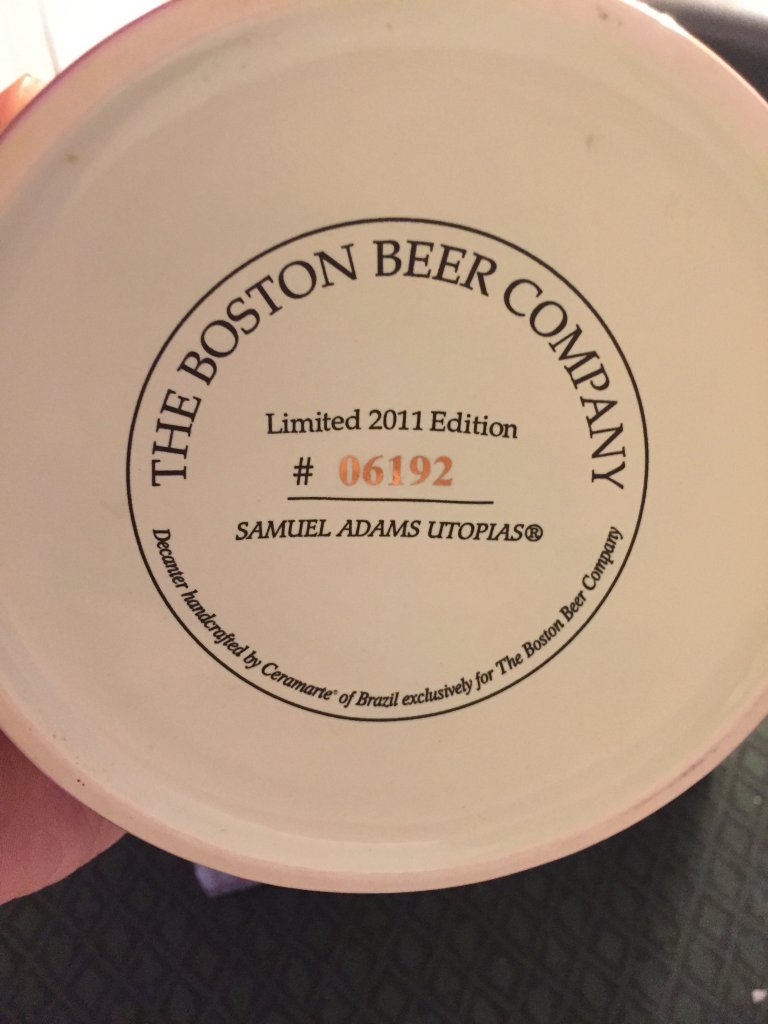 THE BOSTON BEER COMPANY
Limited 2011 Edition
# 06192
SAMUEL ADAMS UTOPIAS®
Decanter handcrafted by Ceramarte® of Brazil exclusively for The Boston Beer Company